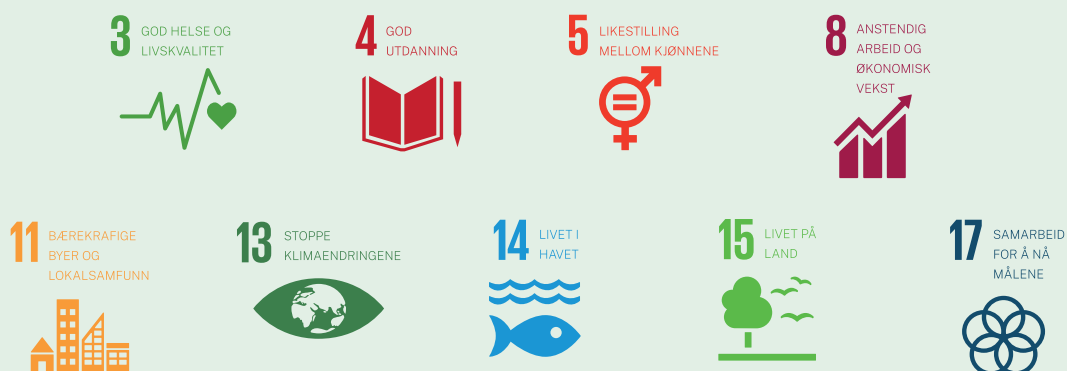 3 GOD HELSE OG
LIVSKVALITET
4 GOD
UTDANNING
5 LIKESTILLING
MELLOM KJØNNENE
8 ANSTENDIG
ARBEID OG
ØKONOMISK
VEKST
11 BÆREKRAFIGE
BYER OG
LOKALSAMFUNN
13 STOPPE
KLIMAENDRINGENE
14 LIVET I
HAVET
15 LIVET PÅ
LAND
17 SAMARBEID
FOR Å NÅ
MÅLENE